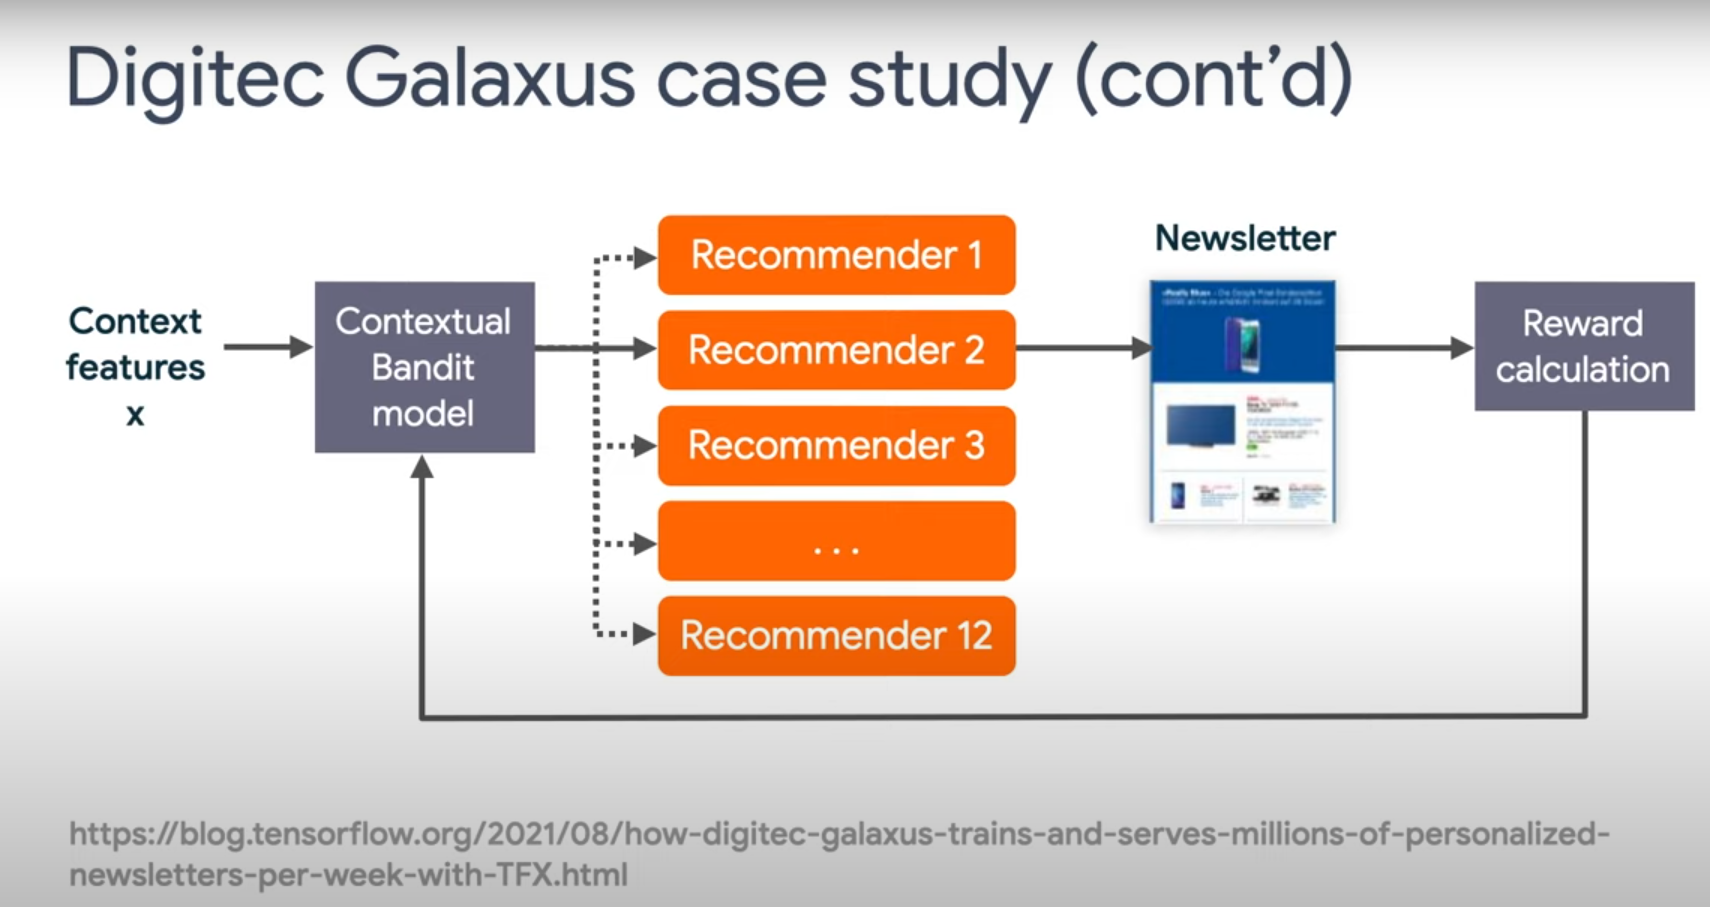 Digitec Galaxus case study (cont’d)
Context
features
x
Contextual
Bandit
model
Recommender 1
Recommender 2
Recommender 3
...
Recommender 12
Newsletter
Reward
calculation
https://blog.tensorflow.org/2021/08/how-digitec-galaxus-trains-and-serves-millions-of-personalized-
newsletters-per-week-with-TFX.html